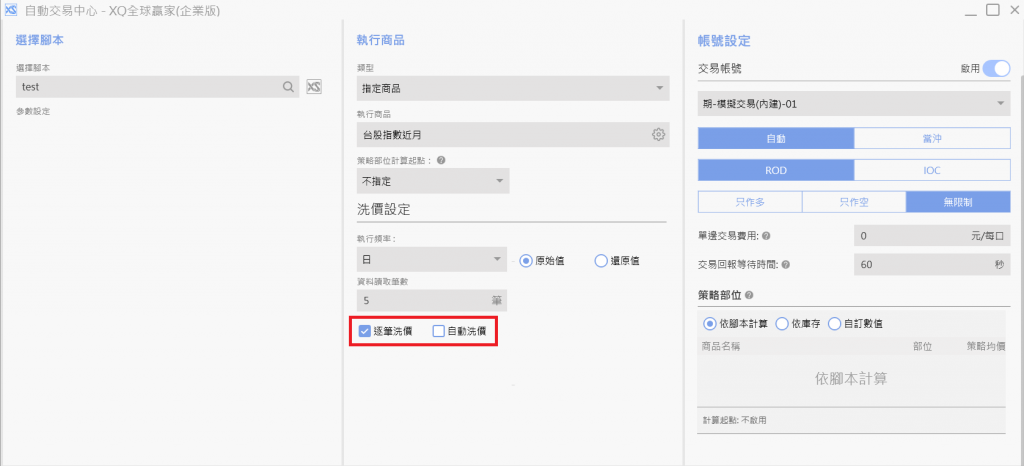 自動交易中心 - XQ全球贏家(企業版)
選擇腳本
選擇腳本
test
參數設定
執行商品
類型
指定商品
執行商品
台股指數近月
策略部位計算起點：
不指定
洗價設定
執行頻率：
日
原始值
還原值
資料讀取筆數
5 筆
逐筆洗價
自動洗價
帳號設定
交易帳號 啟用
期-模擬交易(內建)-01
自動 當沖
ROD IOC
只作多 只作空 無限制
單邊交易費用: 0 元/每口
交易回報等待時間: 60 秒
策略部位
依腳本計算 依庫存 自訂數值
商品名稱 部位 策略均價
依腳本計算
計算起點: 不啟用